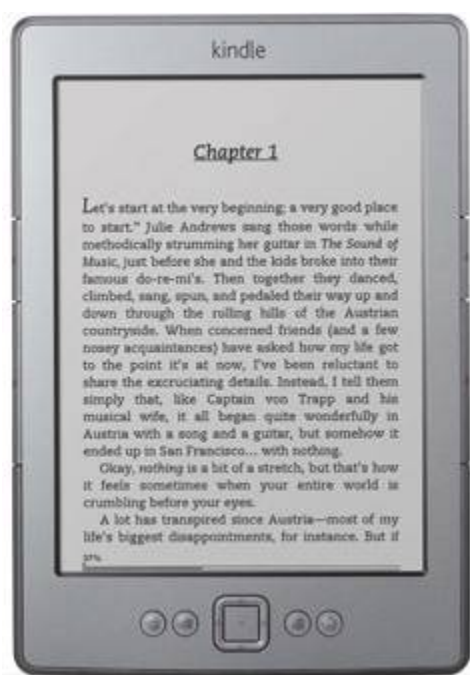 kindle
Chapter 1
Let's start at the very beginning; a very good place
to start." Julie Andrews sang those words while
methodically strumming her guitar in The Sound of
Music, just before she and the kids broke into their
famous do-re-mi's. Then together they danced,
climbed, sang, spun, and pedaled their way up and
down through the rolling hills of the Austrian
countryside. When concerned friends (and a few
nosey acquaintances) have asked how my life got
to the point it's at now, I've been reluctant to
share the excruciating details. Instead, I tell them
simply that, like Captain von Trapp and his
musical wife, it all began quite wonderfully in
Austria with a song and a guitar, but somehow it
ended up in San Francisco... with nothing.
Okay, nothing is a bit of a stretch, but that's how
it feels sometimes when your entire world is
crumbling before your eyes.
A lot has transpired since Austria—most of my
life's biggest disappointments, for instance. But if